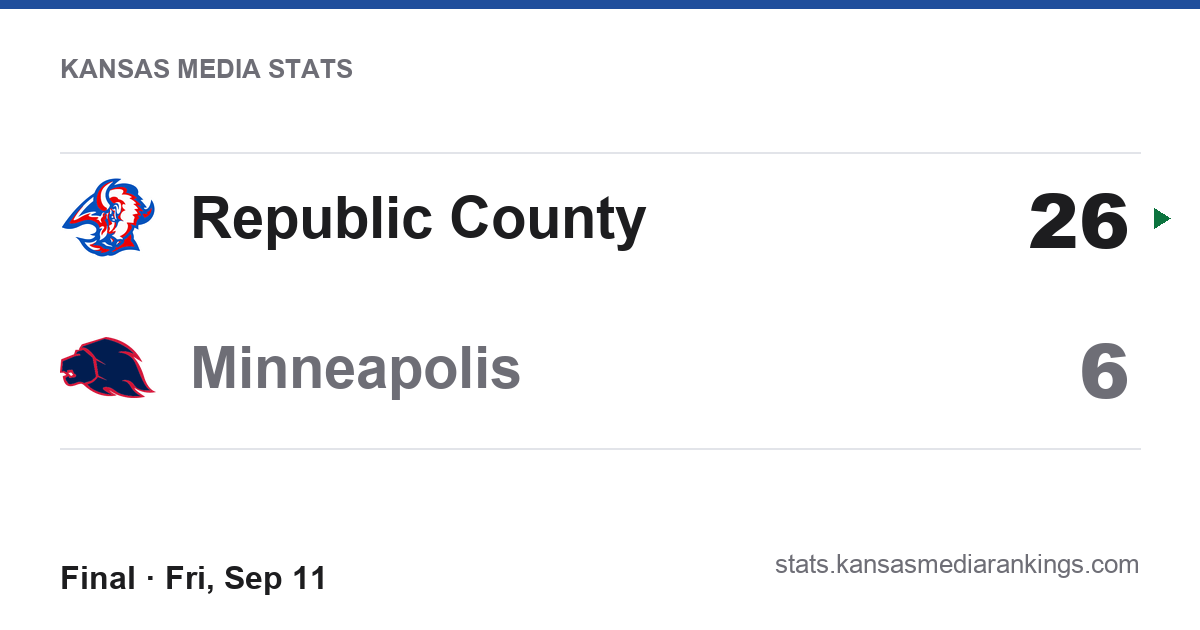 KANSAS MEDIA STATS
Republic County 26
Minneapolis 6
Final · Fri, Sep 11
stats.kansasmediarankings.com